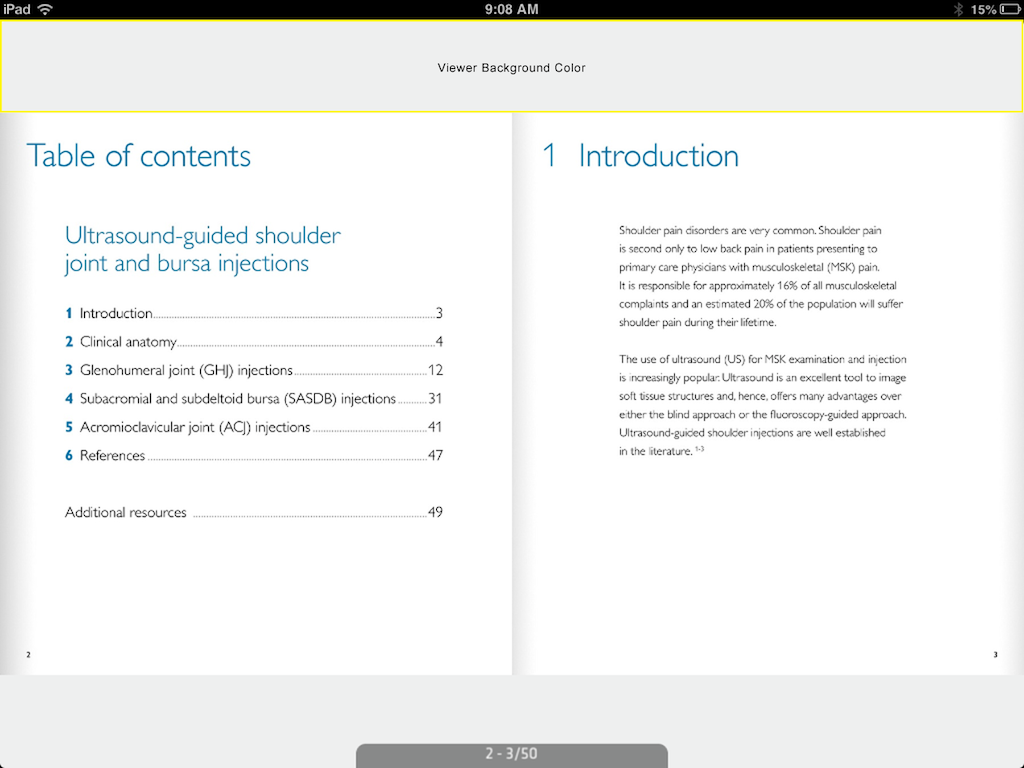 iPad 9:08 AM 15%
Viewer Background Color
Table of contents
Ultrasound-guided shoulder
joint and bursa injections
1 Introduction 3
2 Clinical anatomy 4
3 Glenohumeral joint (GHJ) injections 12
4 Subacromial and subdeltoid bursa (SASDB) injections 31
5 Acromioclavicular joint (ACJ) injections 41
6 References 47
Additional resources 49
2
1 Introduction
Shoulder pain disorders are very common. Shoulder pain
is second only to low back pain in patients presenting to
primary care physicians with musculoskeletal (MSK) pain.
It is responsible for approximately 16% of all musculoskeletal
complaints and an estimated 20% of the population will suffer
shoulder pain during their lifetime.
The use of ultrasound (US) for MSK examination and injection
is increasingly popular. Ultrasound is an excellent tool to image
soft tissue structures and, hence, offers many advantages over
either the blind approach or the fluoroscopy-guided approach.
Ultrasound-guided shoulder injections are well established
in the literature. 1-3
3
2 - 3/50